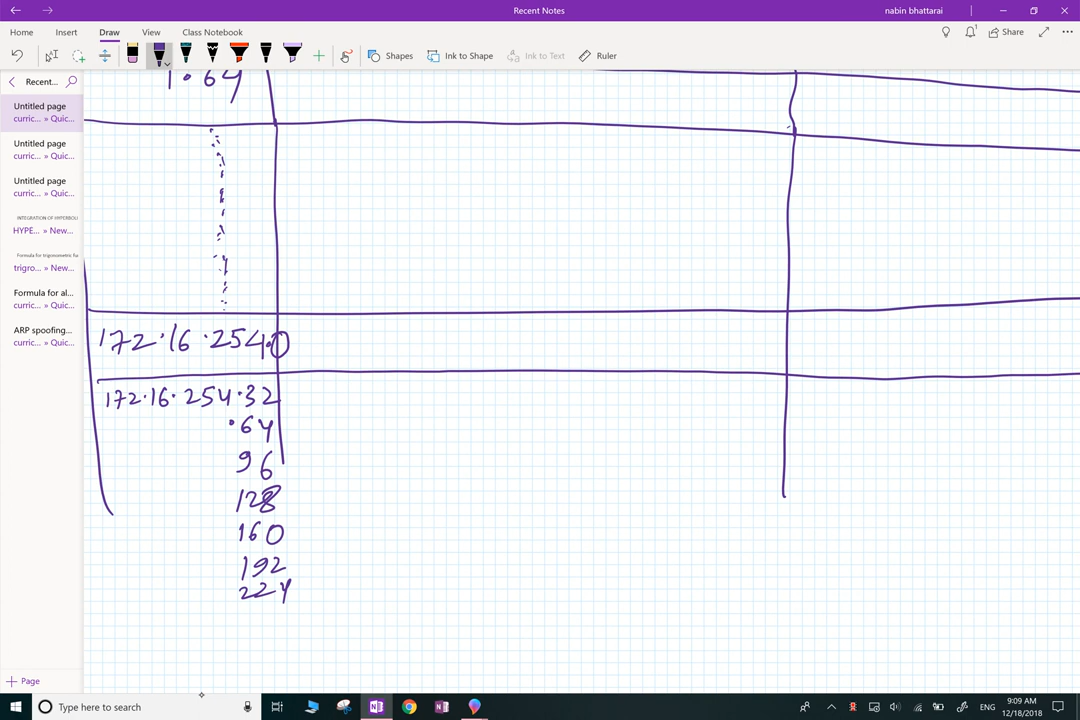 Recent Notes
nabin bhattarai
Home Insert Draw View Class Notebook
Share
Shapes Ink to Shape Ink to Text Ruler
Recent...
Untitled page
curric... » Quic...
Untitled page
curric... » Quic...
Untitled page
curric... » Quic...
INTEGRATION OF HYPERBOL
HYPE... » New...
Formula for trigonometric fu
trigro... » New...
Formula for al...
curric... » Quic...
ARP spoofing...
curric... » Quic...
1.64
172.16.254.0
172.16.254.32
.64
96
128
160
192
224
+ Page
Type here to search
ENG
9:09 AM
12/18/2018